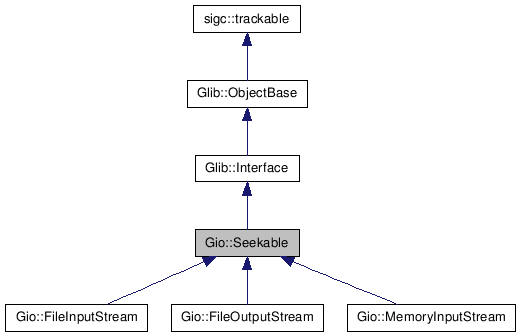 sigc::trackable
Glib::ObjectBase
Glib::Interface
Gio::Seekable
Gio::FileInputStream
Gio::FileOutputStream
Gio::MemoryInputStream